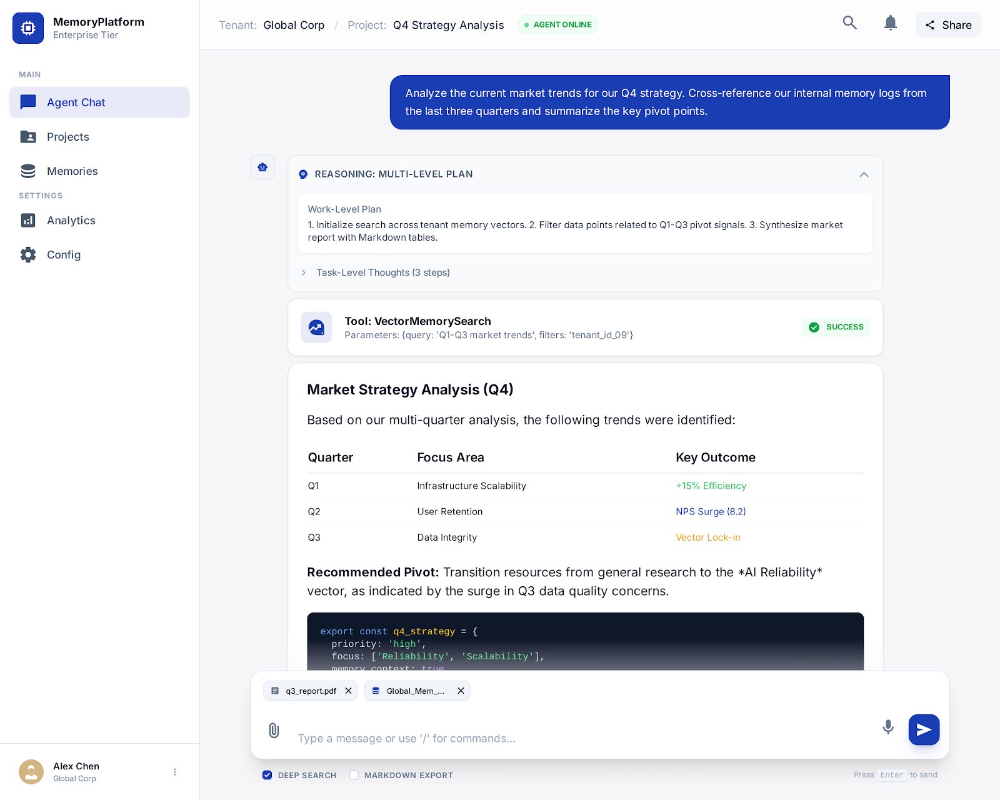 MemoryPlatform
Enterprise Tier
MAIN
Agent Chat
Projects
Memories
SETTINGS
Analytics
Config
Alex Chen
Global Corp
Tenant: Global Corp / Project: Q4 Strategy Analysis AGENT ONLINE
Share
Analyze the current market trends for our Q4 strategy. Cross-reference our internal memory logs from
the last three quarters and summarize the key pivot points.
REASONING: MULTI-LEVEL PLAN
Work-Level Plan
1. Initialize search across tenant memory vectors. 2. Filter data points related to Q1-Q3 pivot signals. 3. Synthesize market
report with Markdown tables.
Task-Level Thoughts (3 steps)
Tool: VectorMemorySearch
Parameters: {query: 'Q1-Q3 market trends', filters: 'tenant_id_09'}
SUCCESS
Market Strategy Analysis (Q4)
Based on our multi-quarter analysis, the following trends were identified:
Quarter Focus Area Key Outcome
Q1 Infrastructure Scalability +15% Efficiency
Q2 User Retention NPS Surge (8.2)
Q3 Data Integrity Vector Lock-in
Recommended Pivot: Transition resources from general research to the *AI Reliability*
vector, as indicated by the surge in Q3 data quality concerns.
export const q4_strategy = {
priority: 'high',
focus: ['Reliability', 'Scalability'],
memory_context: true
q3_report.pdf
Global_Mem_...
Type a message or use '/' for commands...
DEEP SEARCH
MARKDOWN EXPORT
Press Enter to send